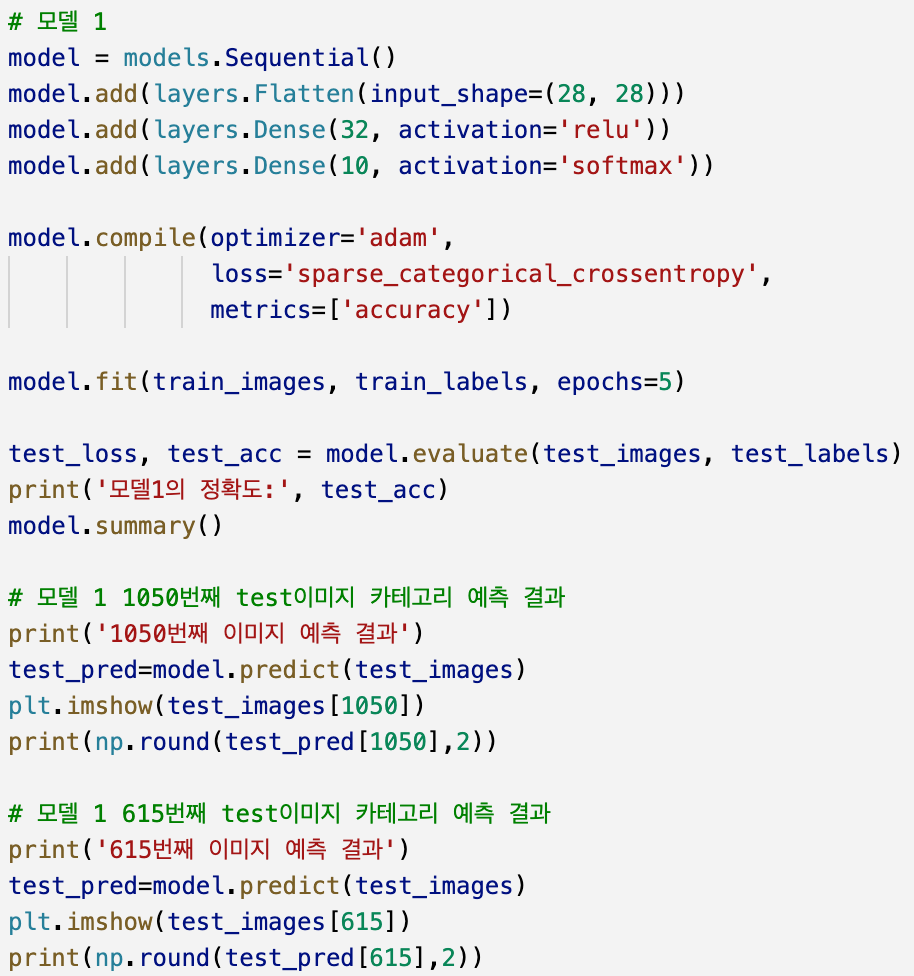 # 모델 1
model = models.Sequential()
model.add(layers.Flatten(input_shape=(28, 28)))
model.add(layers.Dense(32, activation='relu'))
model.add(layers.Dense(10, activation='softmax'))
model.compile(optimizer='adam',
loss='sparse_categorical_crossentropy',
metrics=['accuracy'])
model.fit(train_images, train_labels, epochs=5)
test_loss, test_acc = model.evaluate(test_images, test_labels)
print('모델1의 정확도:', test_acc)
model.summary()
# 모델 1 1050번째 test이미지 카테고리 예측 결과
print('1050번째 이미지 예측 결과')
test_pred=model.predict(test_images)
plt.imshow(test_images[1050])
print(np.round(test_pred[1050],2))
# 모델 1 615번째 test이미지 카테고리 예측 결과
print('615번째 이미지 예측 결과')
test_pred=model.predict(test_images)
plt.imshow(test_images[615])
print(np.round(test_pred[615],2))